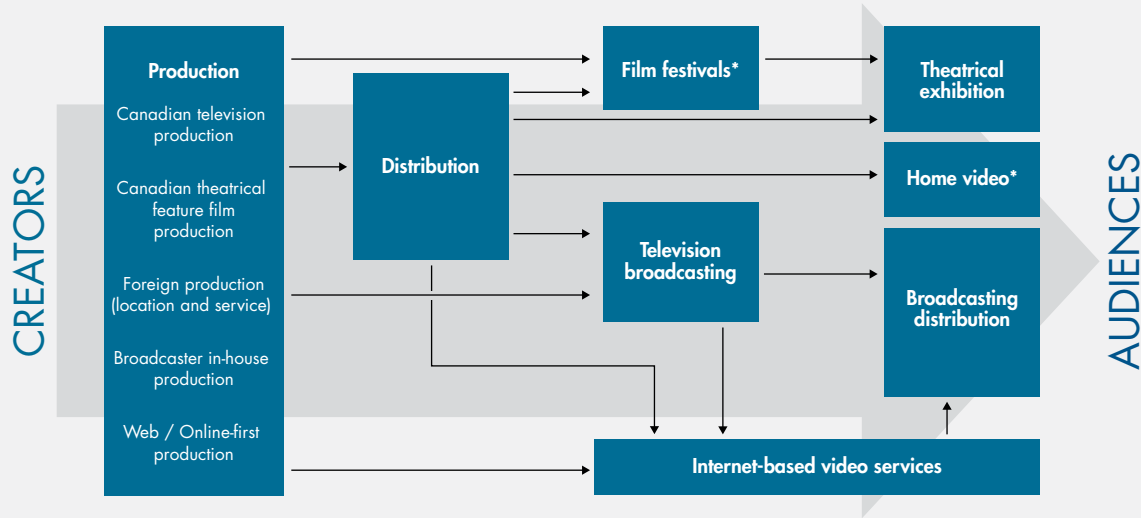 CREATORS
Production
Canadian television
production
Canadian theatrical
feature film
production
Foreign production
(location and service)
Broadcaster in-house
production
Web / Online-first
production
Distribution
Film festivals*
Television
broadcasting
Internet-based video services
Theatrical
exhibition
Home video*
Broadcasting
distribution
AUDIENCES